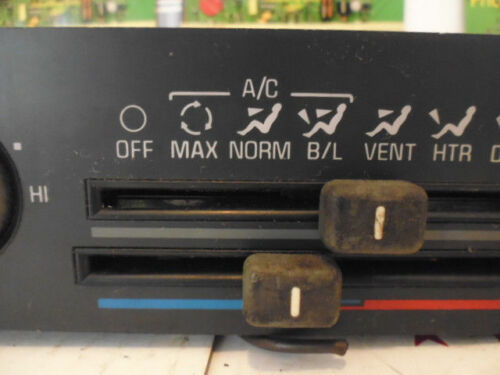 A/C
OFF MAX NORM B/L VENT HTR
HI